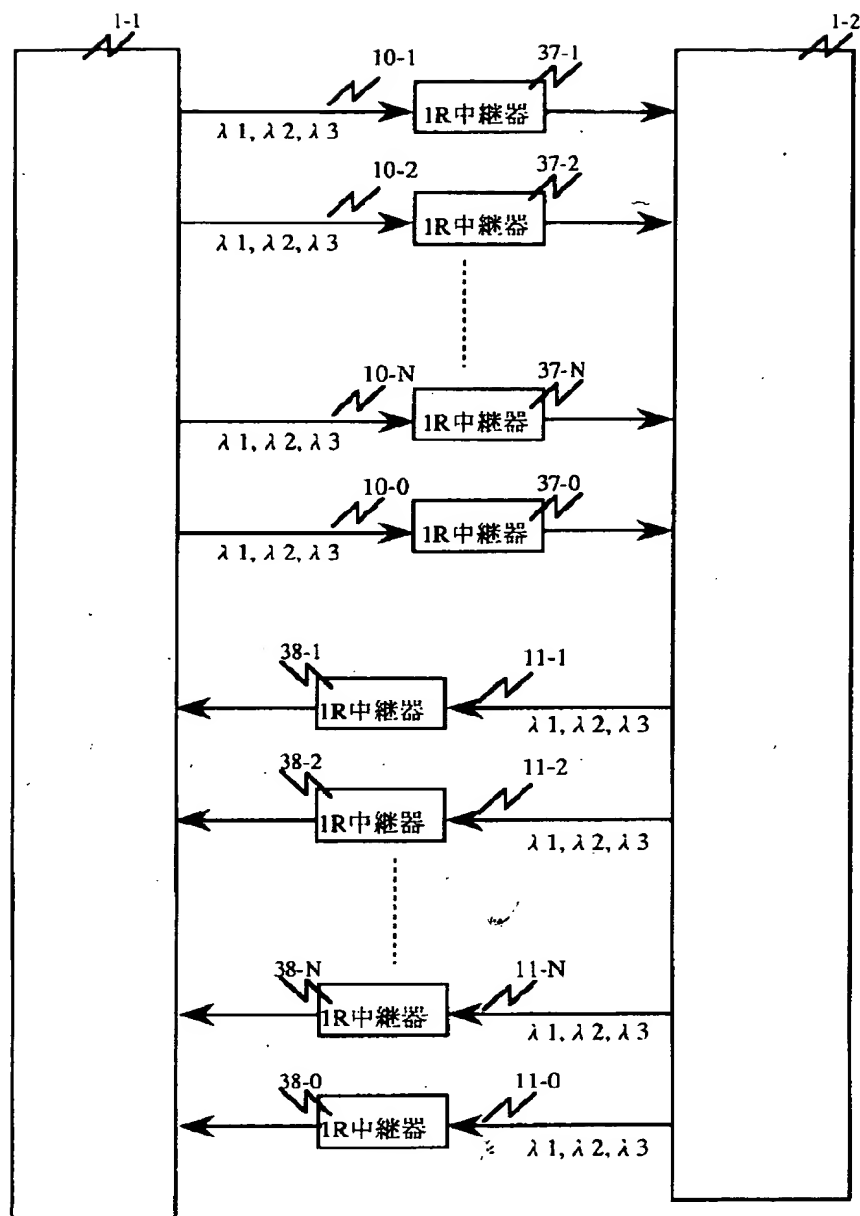 1-1
1-2
10-1
37-1
1R中継器
λ1, λ2, λ3
10-2
37-2
1R中継器
λ1, λ2, λ3
10-N
37-N
1R中継器
λ1, λ2, λ3
10-0
37-0
1R中継器
λ1, λ2, λ3
38-1
11-1
1R中継器
λ1, λ2, λ3
38-2
11-2
1R中継器
λ1, λ2, λ3
38-N
11-N
1R中継器
λ1, λ2, λ3
38-0
11-0
1R中継器
λ1, λ2, λ3